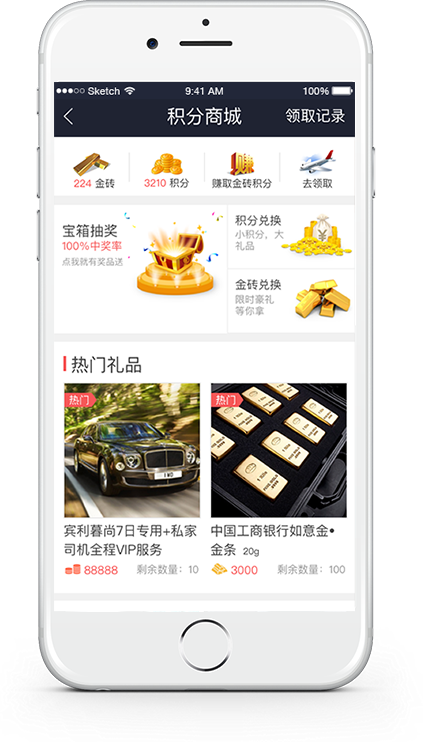 Sketch 9:41 AM 100%
积分商城 领取记录
224 金砖 3210 积分 赚取金砖积分 去领取
宝箱抽奖
100%中奖率
点我就有奖品送
积分兑换
小积分，大
礼品
金砖兑换
限时豪礼
等你拿
热门礼品
热门
宾利暮尚7日专用+私家
司机全程VIP服务
88888 剩余数量：10
热门
中国工商银行如意金•
金条 20g
3000 剩余数量：100